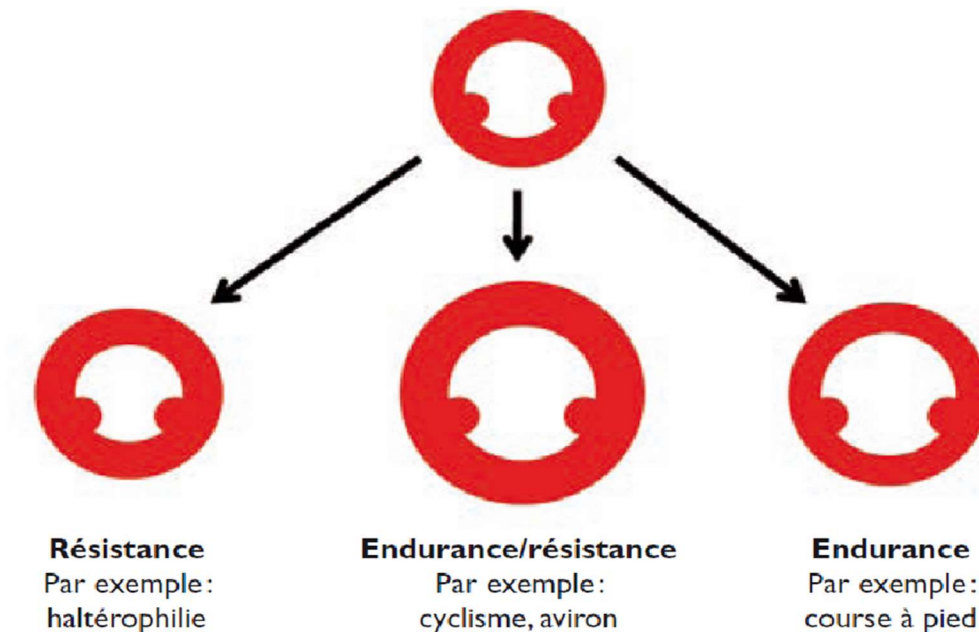 Résistance
Par exemple :
haltérophilie
Endurance/résistance
Par exemple :
cyclisme, aviron
Endurance
Par exemple :
course à pied